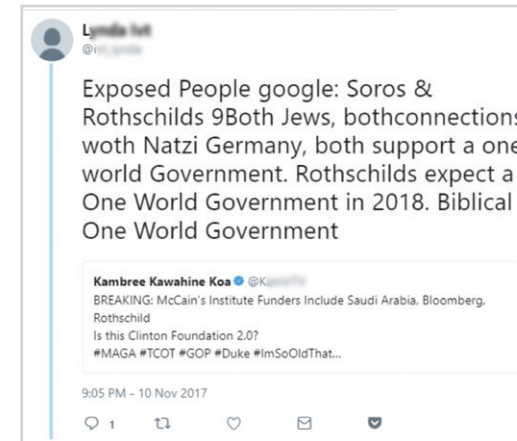 L
@i
Exposed People google: Soros &
Rothschilds 9Both Jews, bothconnections
woth Natzi Germany, both support a one
world Government. Rothschilds expect a
One World Government in 2018. Biblical
One World Government
Kambree Kawahine Koa @K
BREAKING: McCain's Institute Funders Include Saudi Arabia, Bloomberg,
Rothschild
Is this Clinton Foundation 2.0?
#MAGA #TCOT #GOP #Duke #ImSoOldThat...
9:05 PM - 10 Nov 2017
1